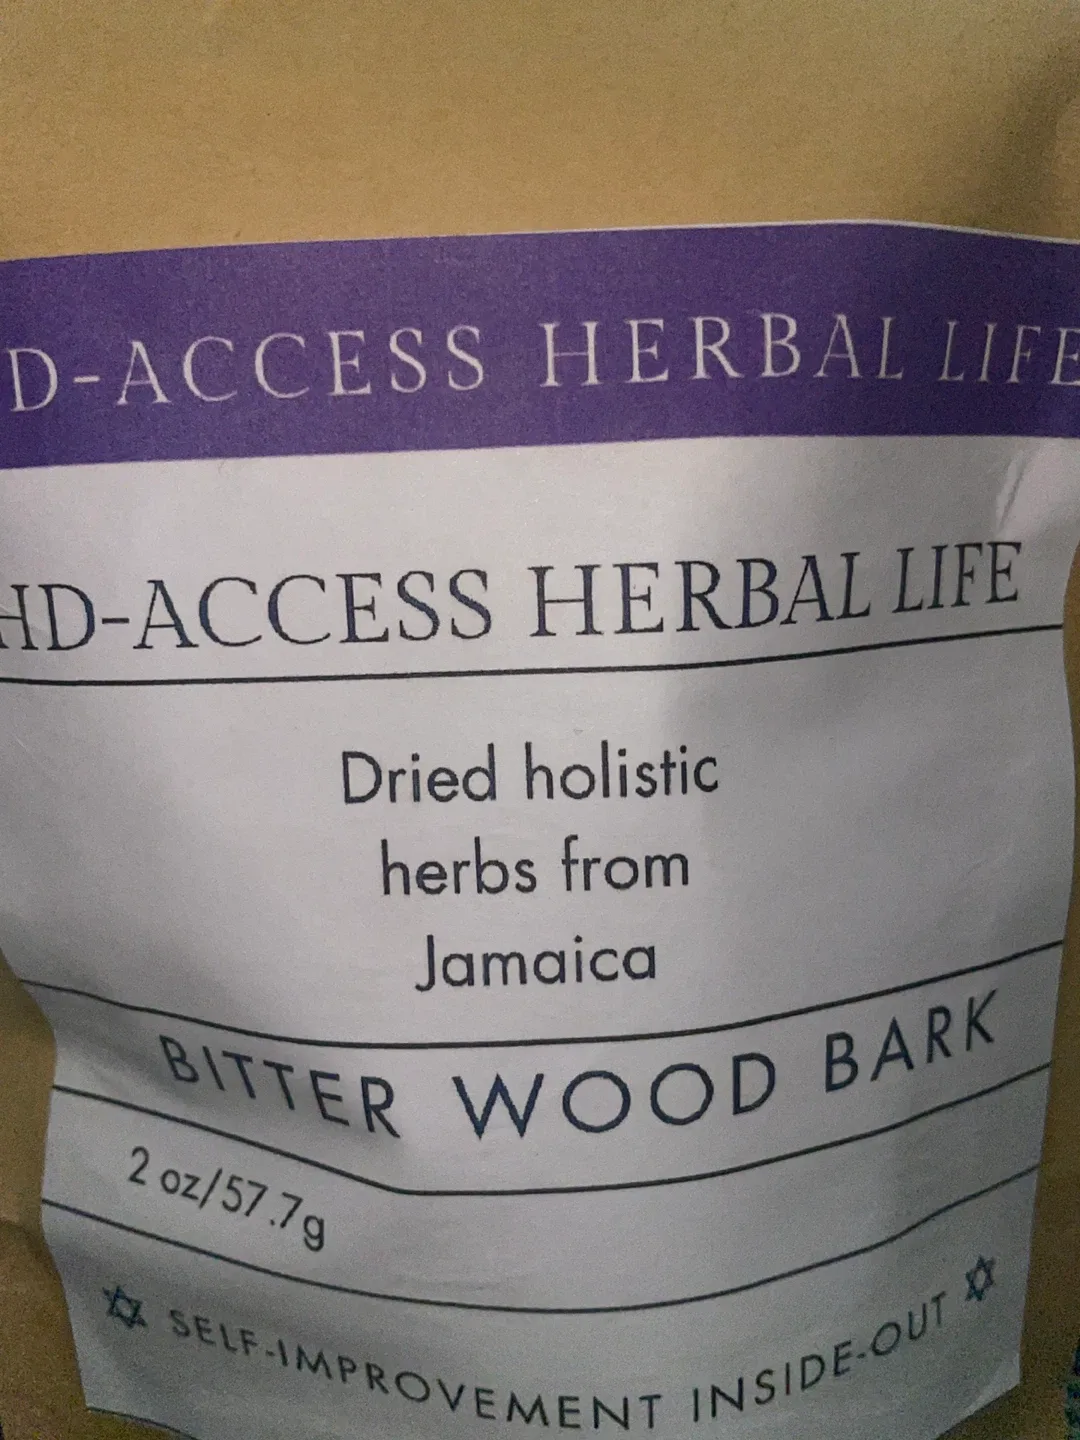 D-ACCESS HERBAL LIFE
HD-ACCESS HERBAL LIFE
Dried holistic
herbs from
Jamaica
BITTER WOOD BARK
2 oz/57.7g
✡ SELF-IMPROVEMENT INSIDE-OUT ✡